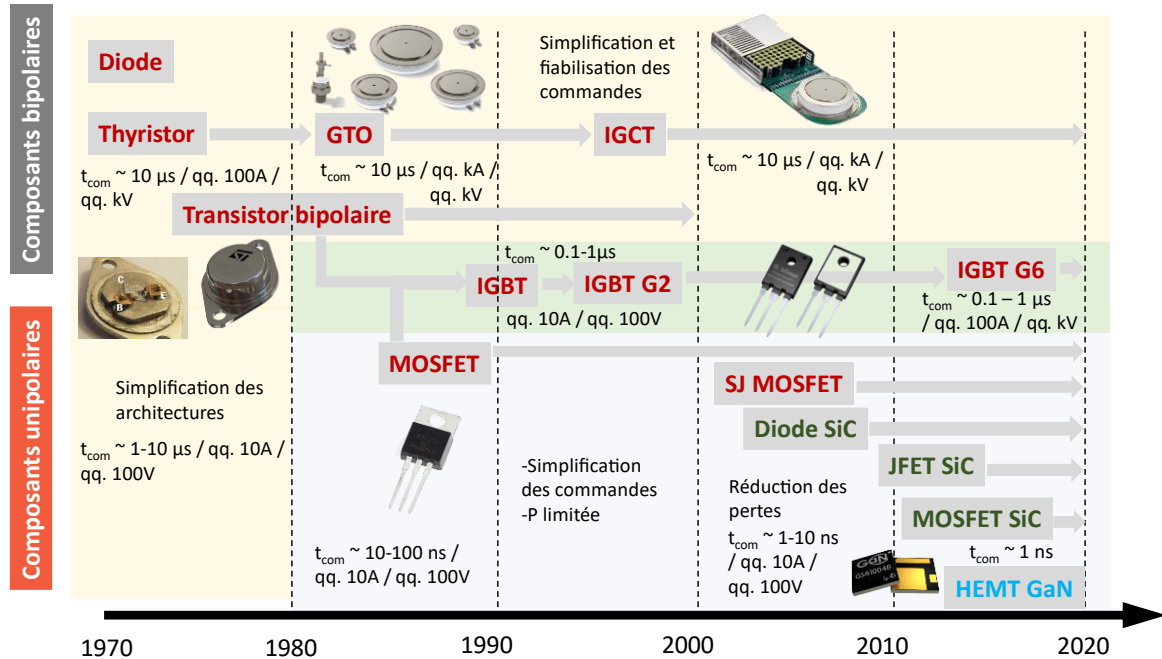 Composants bipolaires
Composants unipolaires
Diode
Simplification et
fiabilisation des
commandes
Thyristor
GTO
IGCT
t_com ~ 10 µs / qq. 100A /
qq. kV
t_com ~ 10 µs / qq. kA /
qq. kV
t_com ~ 10 µs / qq. kA /
qq. kV
Transistor bipolaire
t_com ~ 0.1-1µs
IGBT
IGBT G2
IGBT G6
qq. 10A / qq. 100V
t_com ~ 0.1 – 1 µs
/ qq. 100A / qq. kV
C
B
E
MOSFET
SJ MOSFET
Simplification des
architectures
t_com ~ 1-10 µs / qq. 10A /
qq. 100V
Diode SiC
JFET SiC
-Simplification
des commandes
-P limitée
Réduction des
pertes
t_com ~ 1-10 ns
/ qq. 10A /
qq. 100V
MOSFET SiC
t_com ~ 10-100 ns /
qq. 10A / qq. 100V
t_com ~ 1 ns
GaN
HEMT GaN
1970
1980
1990
2000
2010
2020